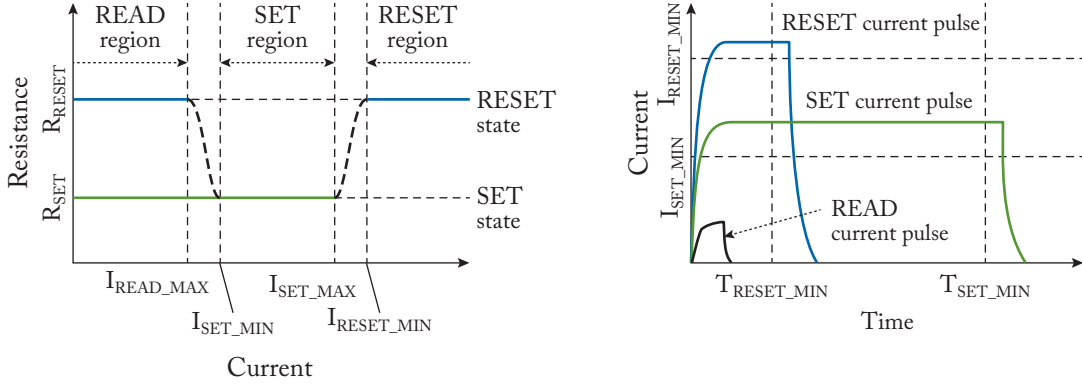 READ
region
SET
region
RESET
region
Resistance
R_RESET
R_SET
RESET
state
SET
state
I_READ_MAX
I_SET_MIN
I_SET_MAX
I_RESET_MIN
Current
Current
I_RESET_MIN
I_SET_MIN
RESET current pulse
SET current pulse
READ
current pulse
T_RESET_MIN
T_SET_MIN
Time